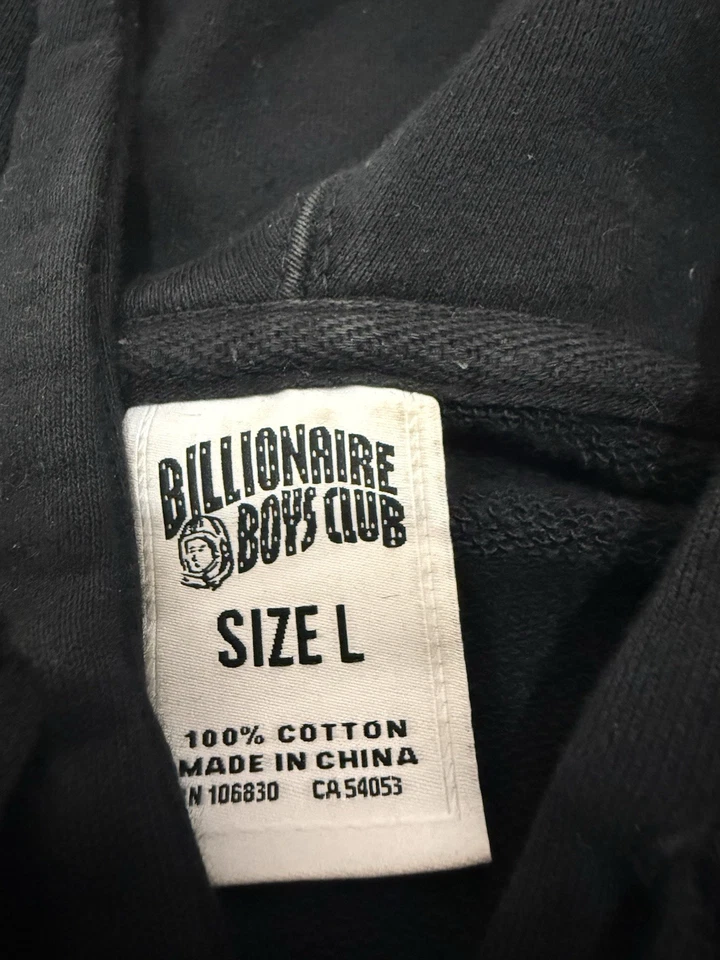 BILLIONAIRE
BOYS CLUB
SIZE L
100% COTTON
MADE IN CHINA
N 106830 CA 54053